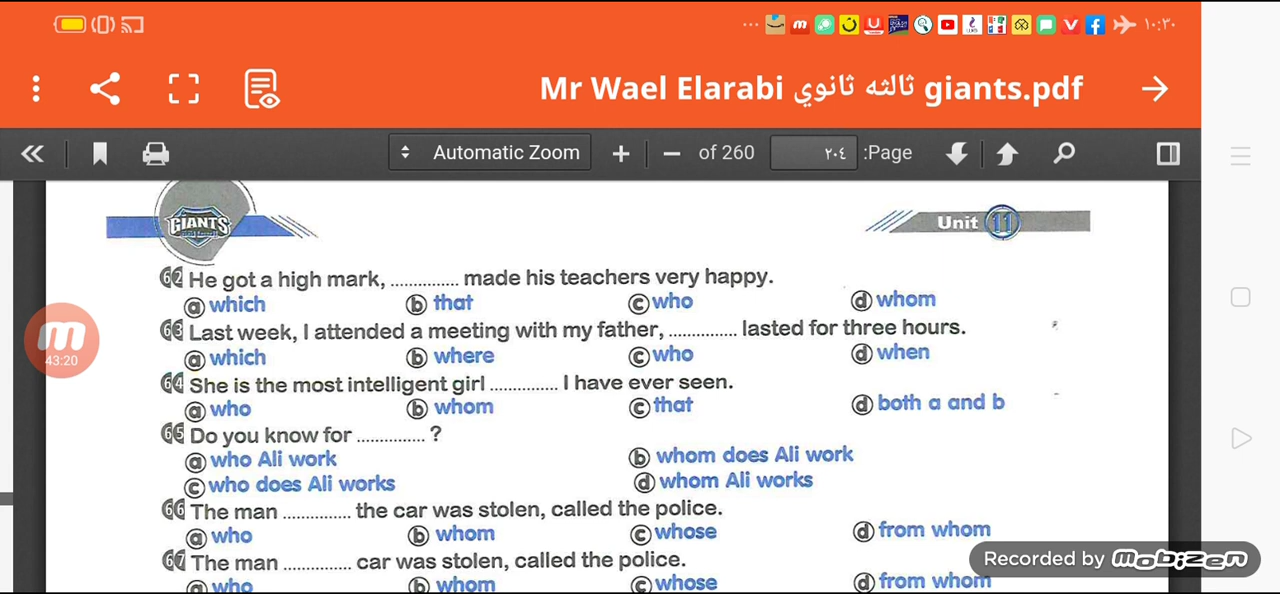 ١٠:٣٠
Mr Wael Elarabi ثالثه ثانوي giants.pdf
Automatic Zoom of 260 ٢٠٤ :Page
GIANTS Unit 11
62 He got a high mark, .............. made his teachers very happy.
a which b that c who d whom
63 Last week, I attended a meeting with my father, .............. lasted for three hours.
a which b where c who d when
64 She is the most intelligent girl .............. I have ever seen.
a who b whom c that d both a and b
65 Do you know for .............. ?
a who Ali work b whom does Ali work
c who does Ali works d whom Ali works
66 The man .............. the car was stolen, called the police.
a who b whom c whose d from whom
67 The man .............. car was stolen, called the police.
a who b whom c whose d from whom
43:20
Recorded by MOBIZEN